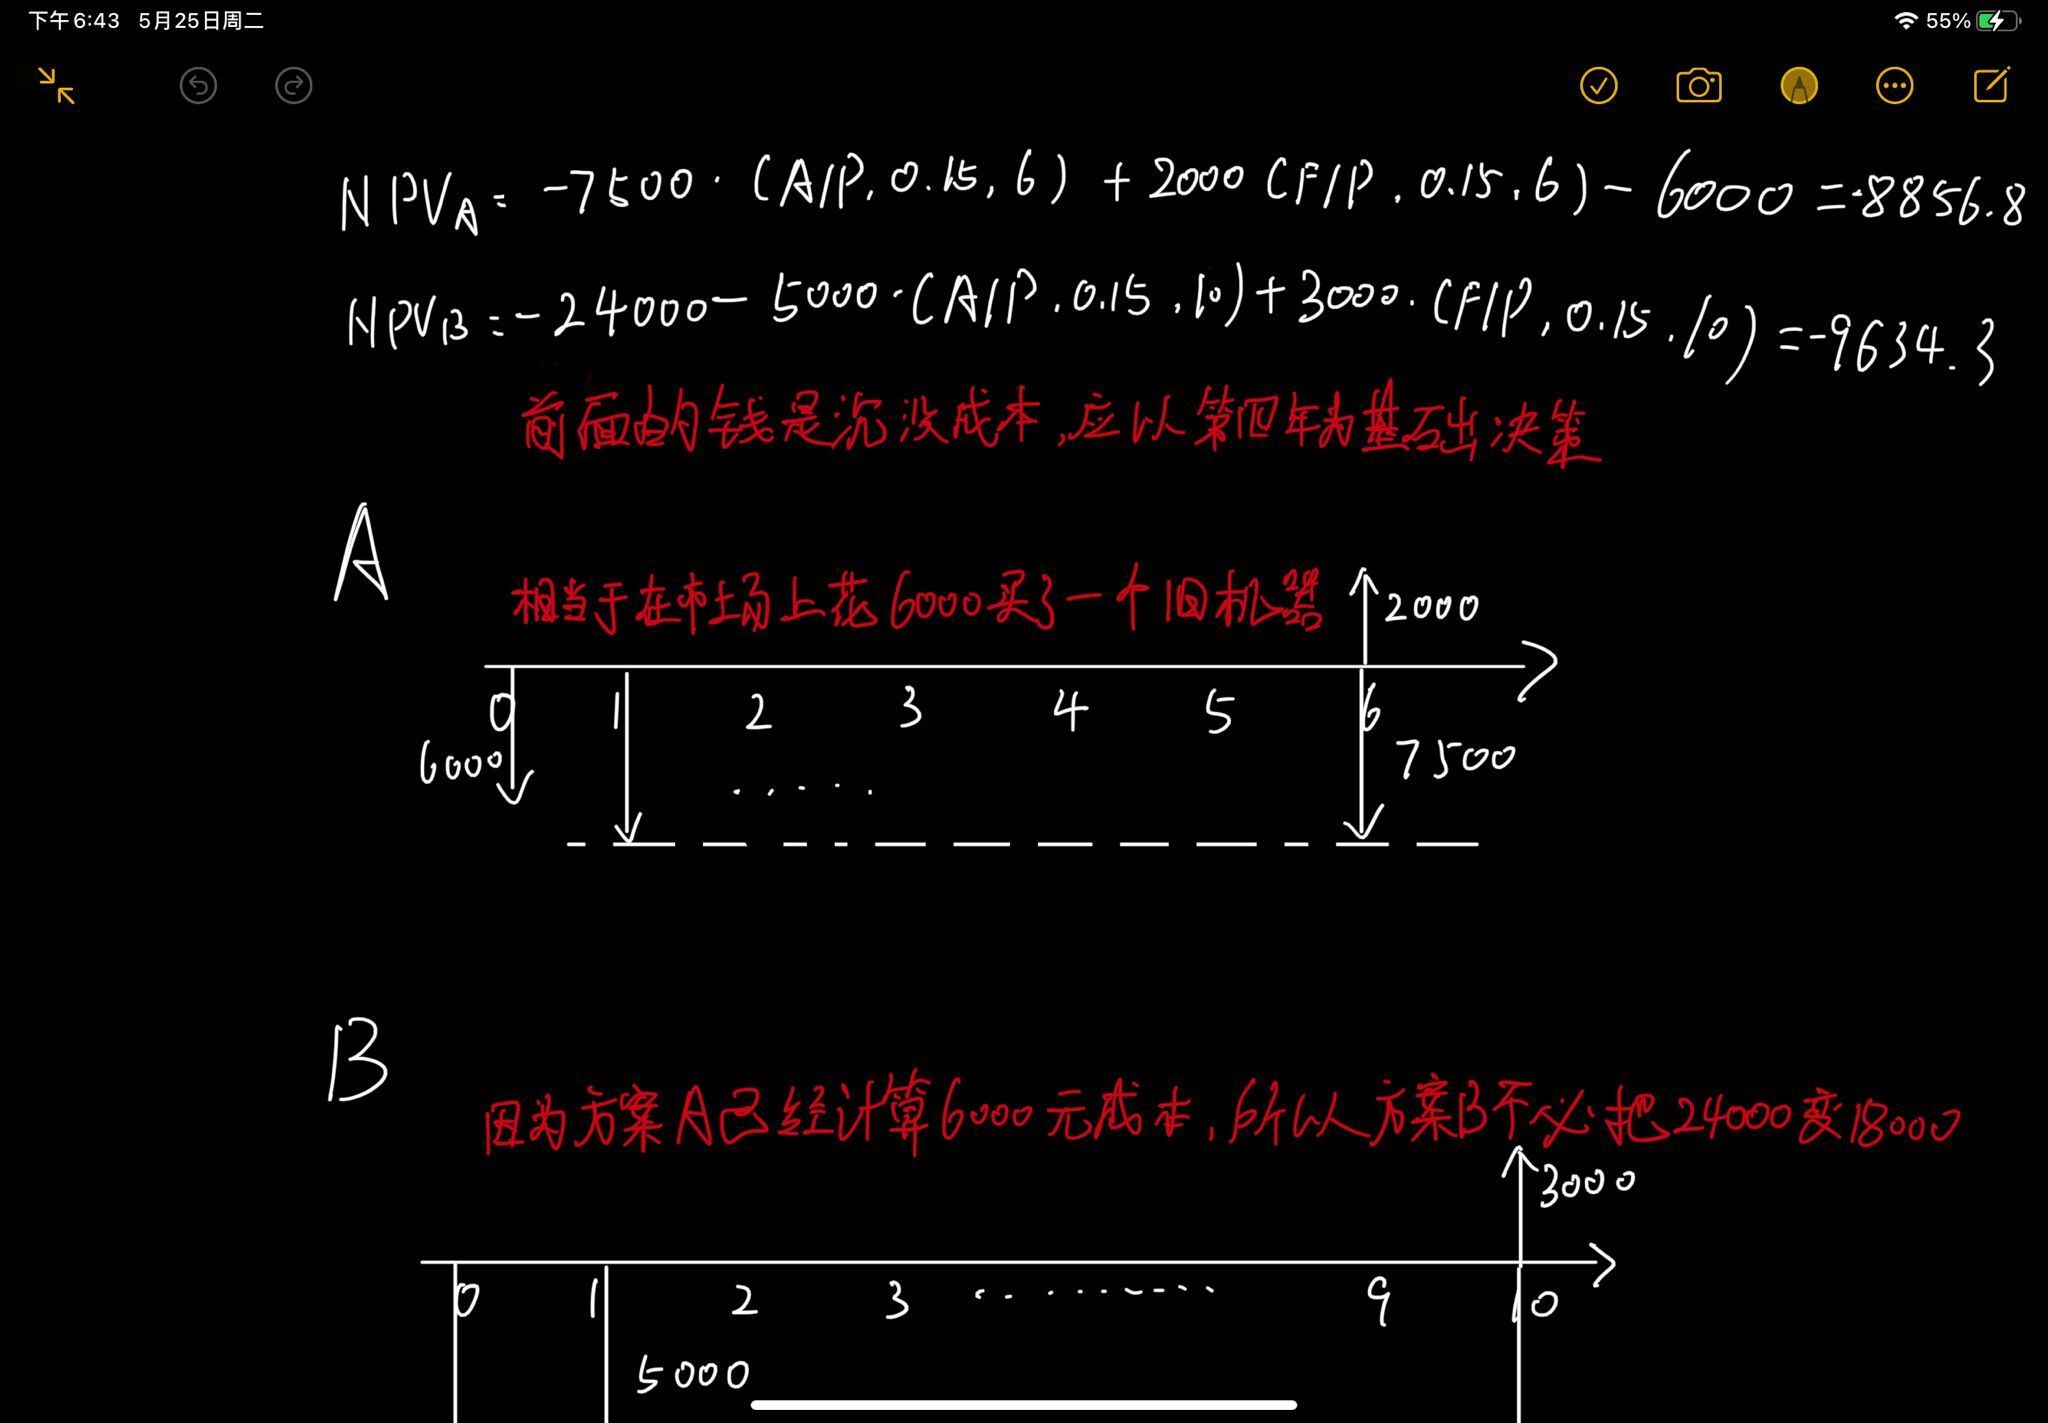 下午6:43 5月25日周二
55%
NPVA= -7500·(A/P,0.15,6)+2000(F/P,0.15,6)-6000=-8856.8
NPVB=-24000-5000·(A/P,0.15,10)+3000·(F/P,0.15,10)=-9634.3
前面的钱是沉没成本,应以第四年为基础决策
A
相当于在市场上花6000买了一个旧机器
2000
0 1 2 3 4 5 6
6000
7500
.....
B
因为方案A已经计算6000元成本,所以方案B不必把24000变18000
3000
0 1 2 3 ········ 9 10
5000